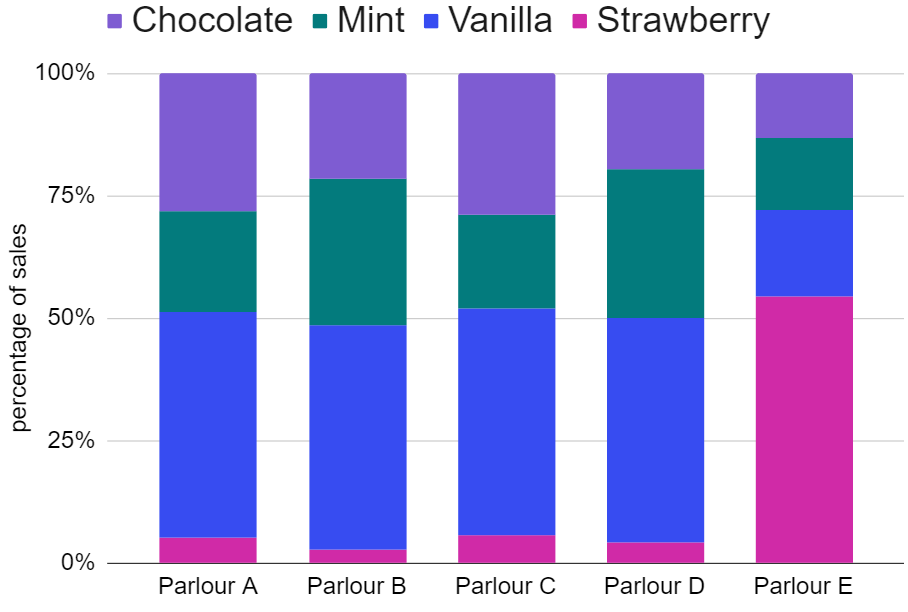 Chocolate Mint Vanilla Strawberry
100%
75%
50%
25%
0%
percentage of sales
Parlour A Parlour B Parlour C Parlour D Parlour E